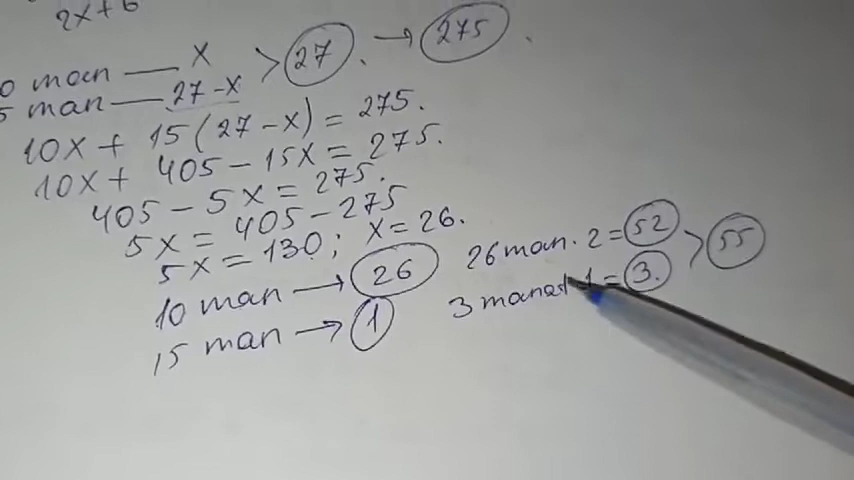 2x+6
0 man — x > 27. → 275.
5 man — 27-x
10x + 15(27-x) = 275.
10x + 405 - 15x = 275.
405 - 5x = 275.
5x = 405 - 275
5x = 130; x = 26.
10 man → 26
15 man → 1
26 man. 2 = 52 > 55
3 manat 1 = 3.